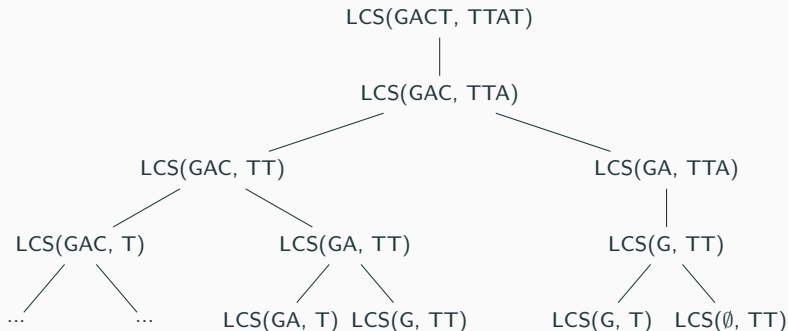 LCS(GACT, TTAT)
LCS(GAC, TTA)
LCS(GAC, TT)
LCS(GA, TTA)
LCS(GAC, T)
LCS(GA, TT)
LCS(G, TT)
...
...
LCS(GA, T)
LCS(G, TT)
LCS(G, T)
LCS(∅, TT)